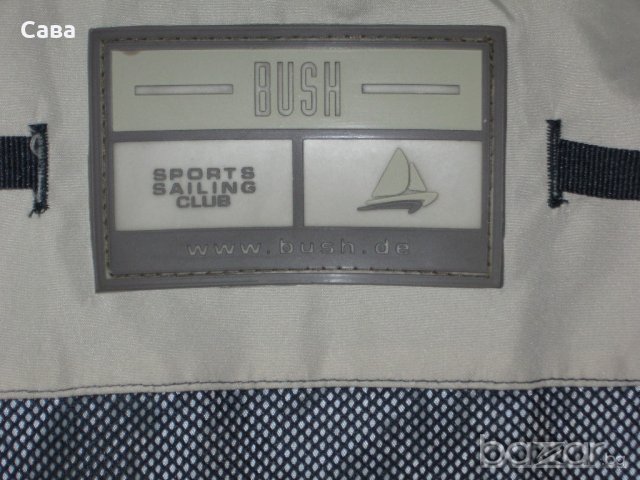 Сава
BUSH
SPORTS
SAILING
CLUB
www.bush.de
bazar.bg